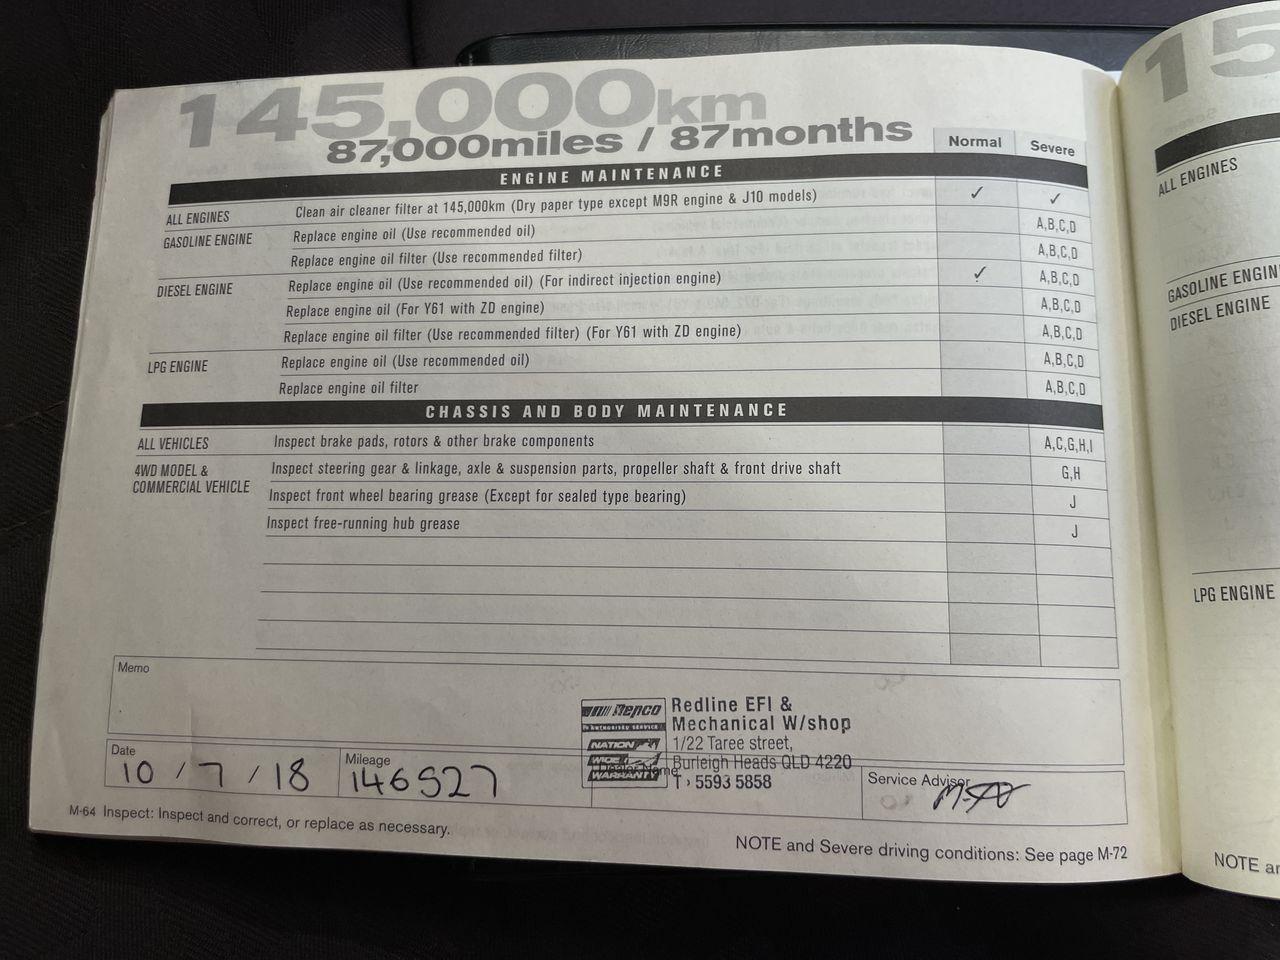 145,000km
87,000miles / 87months
Normal Severe
ENGINE MAINTENANCE
ALL ENGINES Clean air cleaner filter at 145,000km (Dry paper type except M9R engine & J10 models) ✓ ✓
GASOLINE ENGINE Replace engine oil (Use recommended oil) A,B,C,D
Replace engine oil filter (Use recommended filter) A,B,C,D
DIESEL ENGINE Replace engine oil (Use recommended oil) (For indirect injection engine) ✓ A,B,C,D
Replace engine oil (For Y61 with ZD engine) A,B,C,D
Replace engine oil filter (Use recommended filter) (For Y61 with ZD engine) A,B,C,D
LPG ENGINE Replace engine oil (Use recommended oil) A,B,C,D
Replace engine oil filter A,B,C,D
CHASSIS AND BODY MAINTENANCE
ALL VEHICLES Inspect brake pads, rotors & other brake components A,C,G,H,I
4WD MODEL & COMMERCIAL VEHICLE Inspect steering gear & linkage, axle & suspension parts, propeller shaft & front drive shaft G,H
Inspect front wheel bearing grease (Except for sealed type bearing) J
Inspect free-running hub grease J
Memo
Repco
AUTHORISED SERVICE
NATION
WIDE
WARRANTY
Redline EFI &
Mechanical W/shop
1/22 Taree street,
Burleigh Heads QLD 4220
T › 5593 5858
Date 10 / 7 / 18
Mileage 146527
Dealer Name
Service Advisor
M-64 Inspect: Inspect and correct, or replace as necessary.
NOTE and Severe driving conditions: See page M-72
15
ALL ENGINES
GASOLINE ENGIN
DIESEL ENGINE
LPG ENGINE
NOTE an